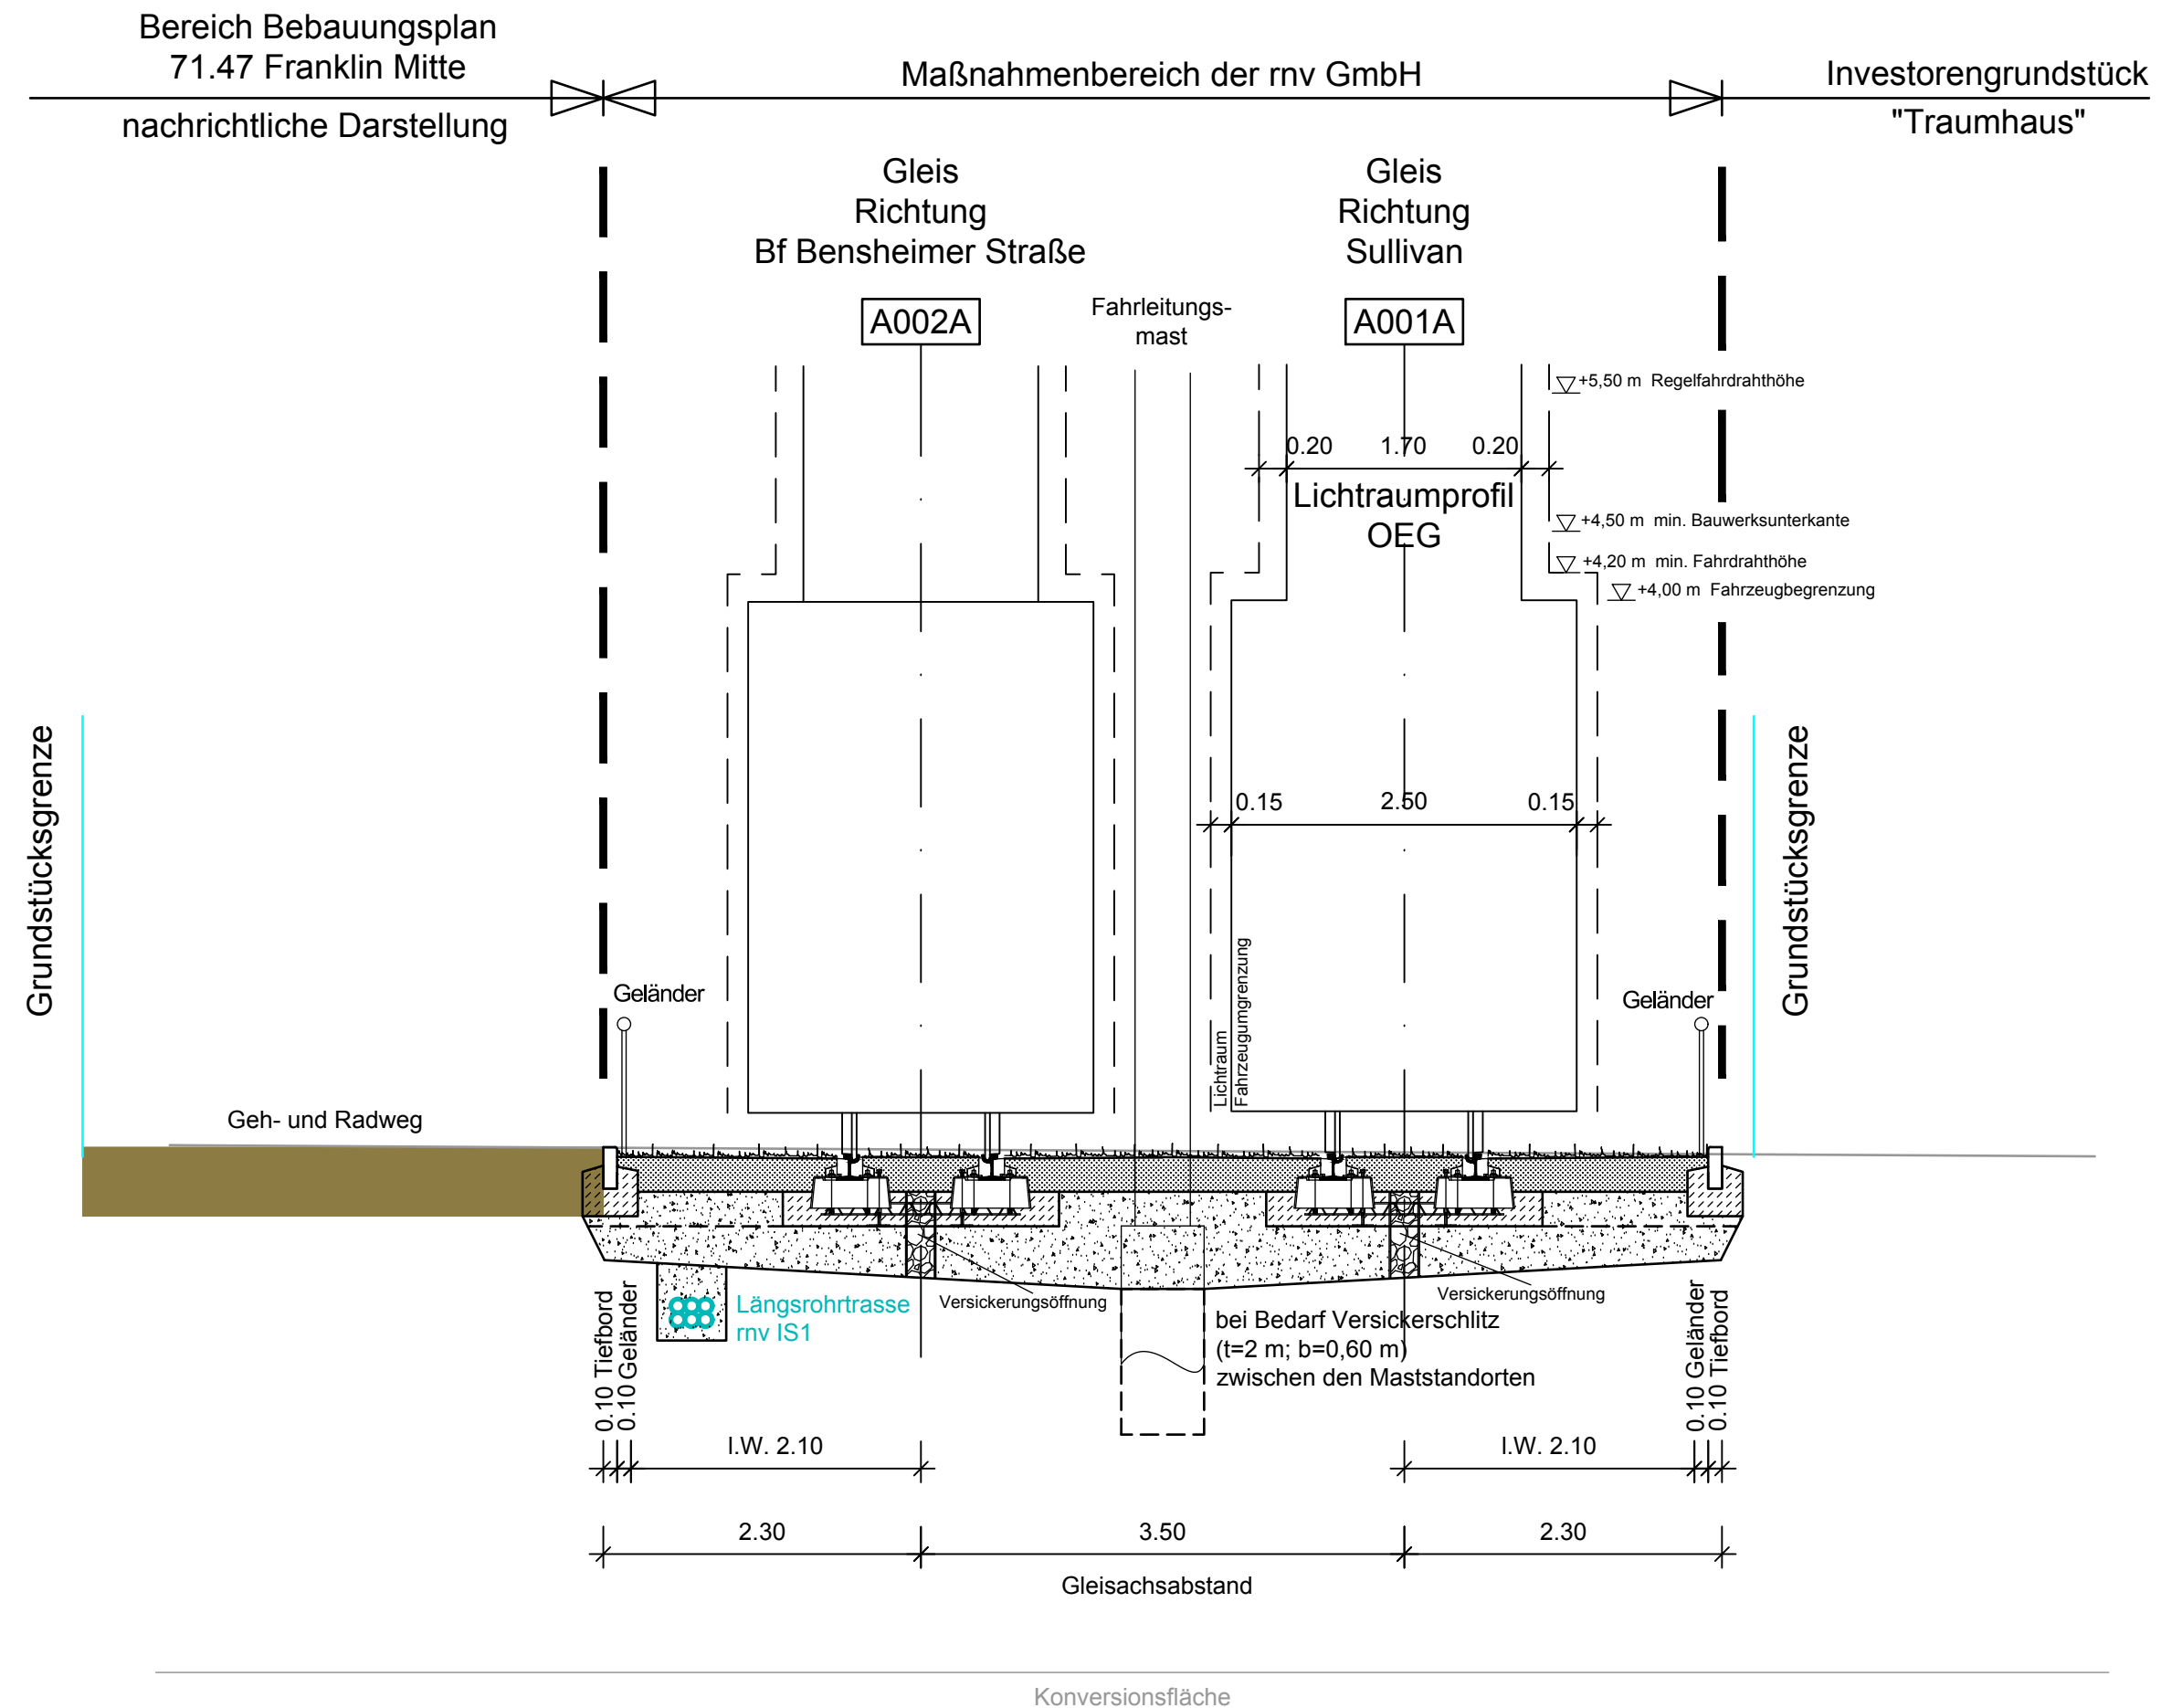 Bereich Bebauungsplan
71.47 Franklin Mitte
nachrichtliche Darstellung
Maßnahmenbereich der rnv GmbH
Investorengrundstück
"Traumhaus"
Gleis
Richtung
Bf Bensheimer Straße
A002A
Fahrleitungs-
mast
Gleis
Richtung
Sullivan
A001A
+5,50 m Regelfahrdrahthöhe
0.20 1.70 0.20
Lichtraumprofil
OEG
+4,50 m min. Bauwerksunterkante
+4,20 m min. Fahrdrahthöhe
+4,00 m Fahrzeugbegrenzung
Grundstücksgrenze
Grundstücksgrenze
0.15 2.50 0.15
Lichtraum
Fahrzeugumgrenzung
Geländer
Geländer
Geh- und Radweg
Längsrohrtrasse
rnv IS1
Versickerungsöffnung
Versickerungsöffnung
bei Bedarf Versickerschlitz
(t=2 m; b=0,60 m)
zwischen den Maststandorten
0.10 Tiefbord
0.10 Geländer
0.10 Geländer
0.10 Tiefbord
l.W. 2.10
l.W. 2.10
2.30 3.50 2.30
Gleisachsabstand
Konversionsfläche